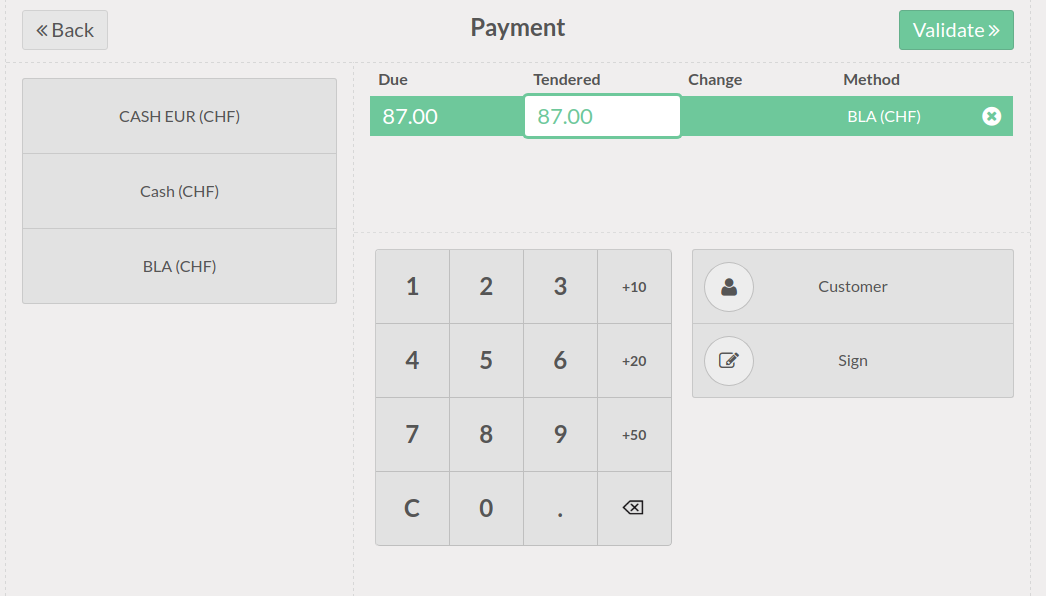 « Back
Payment
Validate »
CASH EUR (CHF)
Cash (CHF)
BLA (CHF)
Due Tendered Change Method
87.00 87.00 BLA (CHF)
1 2 3 +10
4 5 6 +20
7 8 9 +50
C 0 .
Customer
Sign